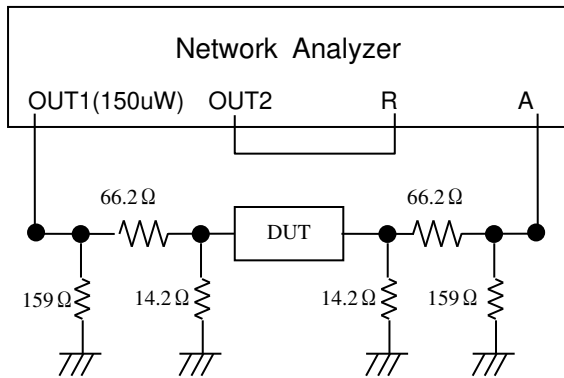 Network Analyzer
OUT1(150uW) OUT2 R A
66.2Ω 66.2Ω
DUT
159Ω 14.2Ω 14.2Ω 159Ω